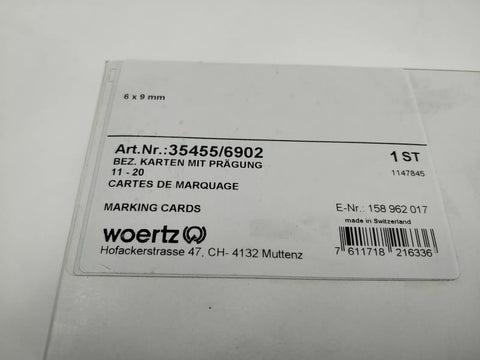 6 x 9 mm
Art.Nr.:35455/6902 1 ST
BEZ. KARTEN MIT PRÄGUNG 1147845
11 - 20
CARTES DE MARQUAGE
MARKING CARDS E-Nr.: 158 962 017
made in Switzerland
woertz
Hofackerstrasse 47, CH- 4132 Muttenz
7 611718 216336